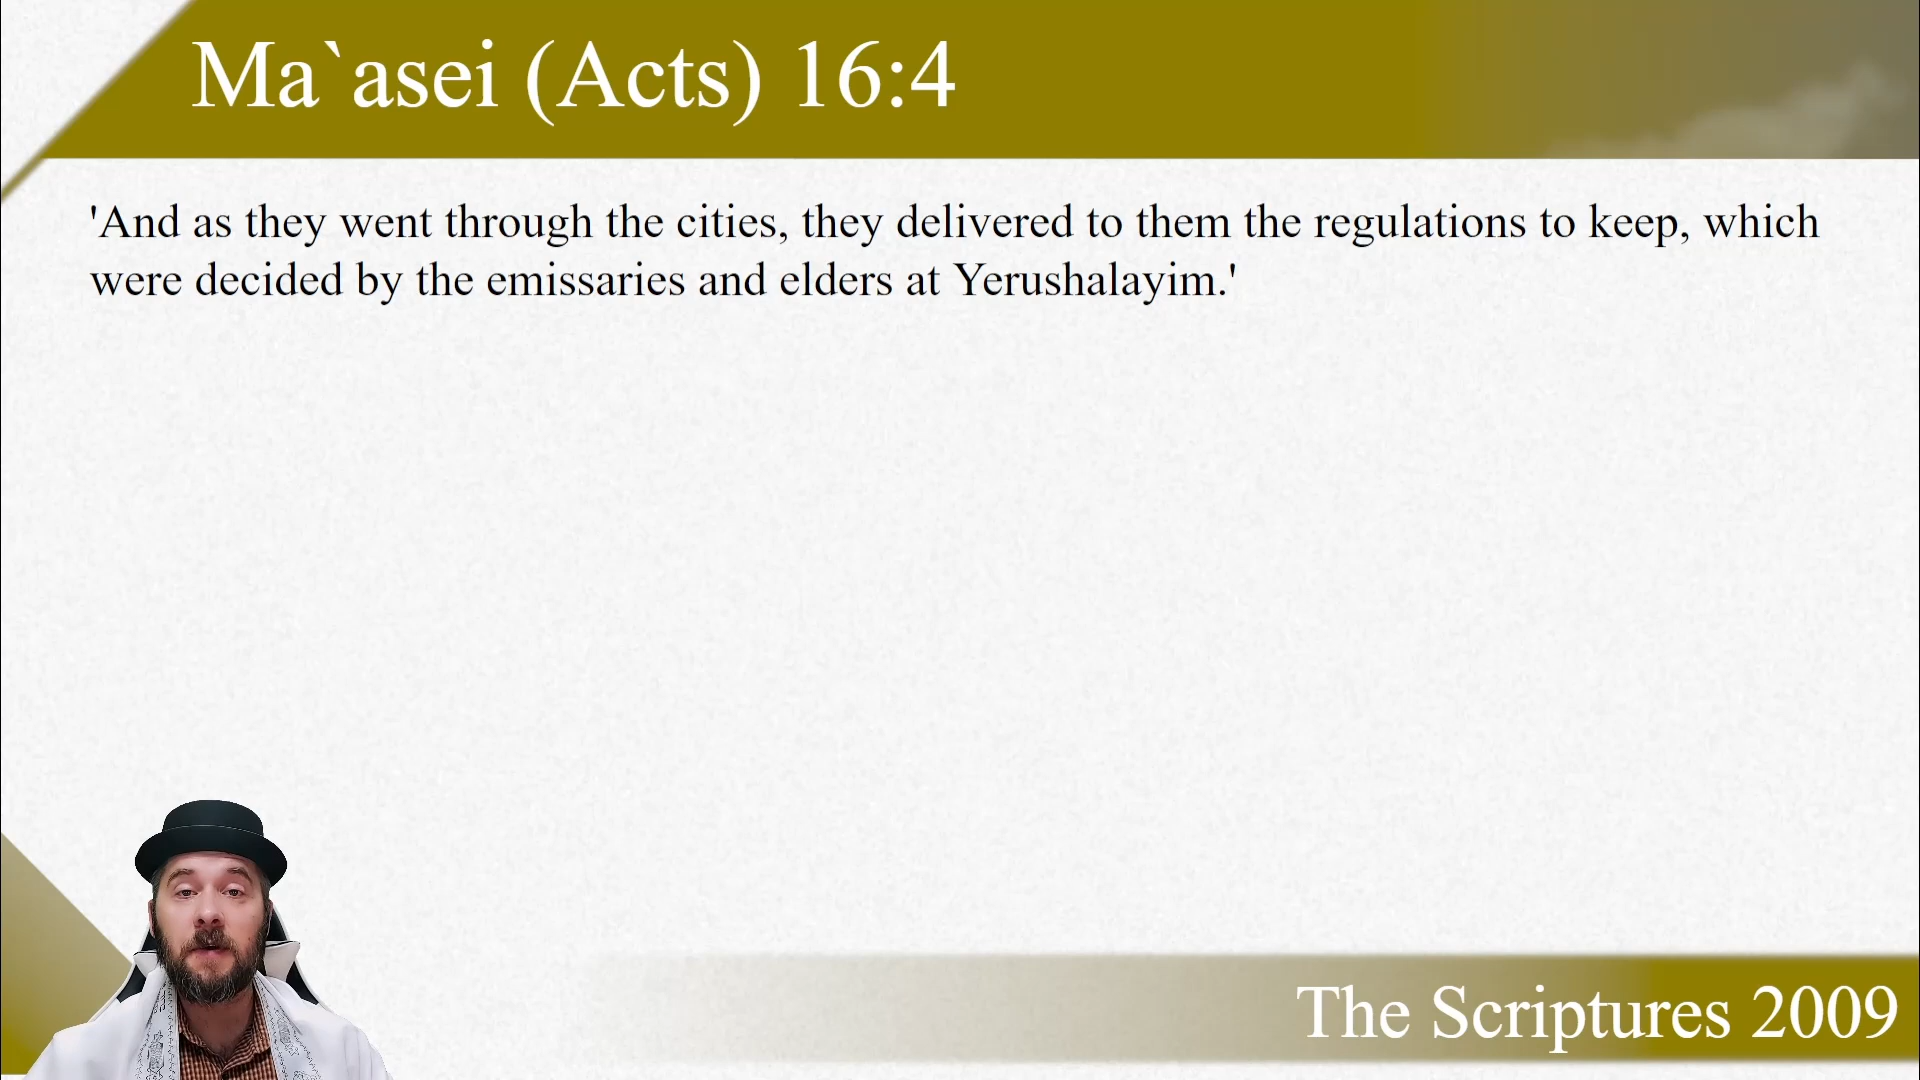 Ma`asei (Acts) 16:4
'And as they went through the cities, they delivered to them the regulations to keep, which
were decided by the emissaries and elders at Yerushalayim.'
The Scriptures 2009